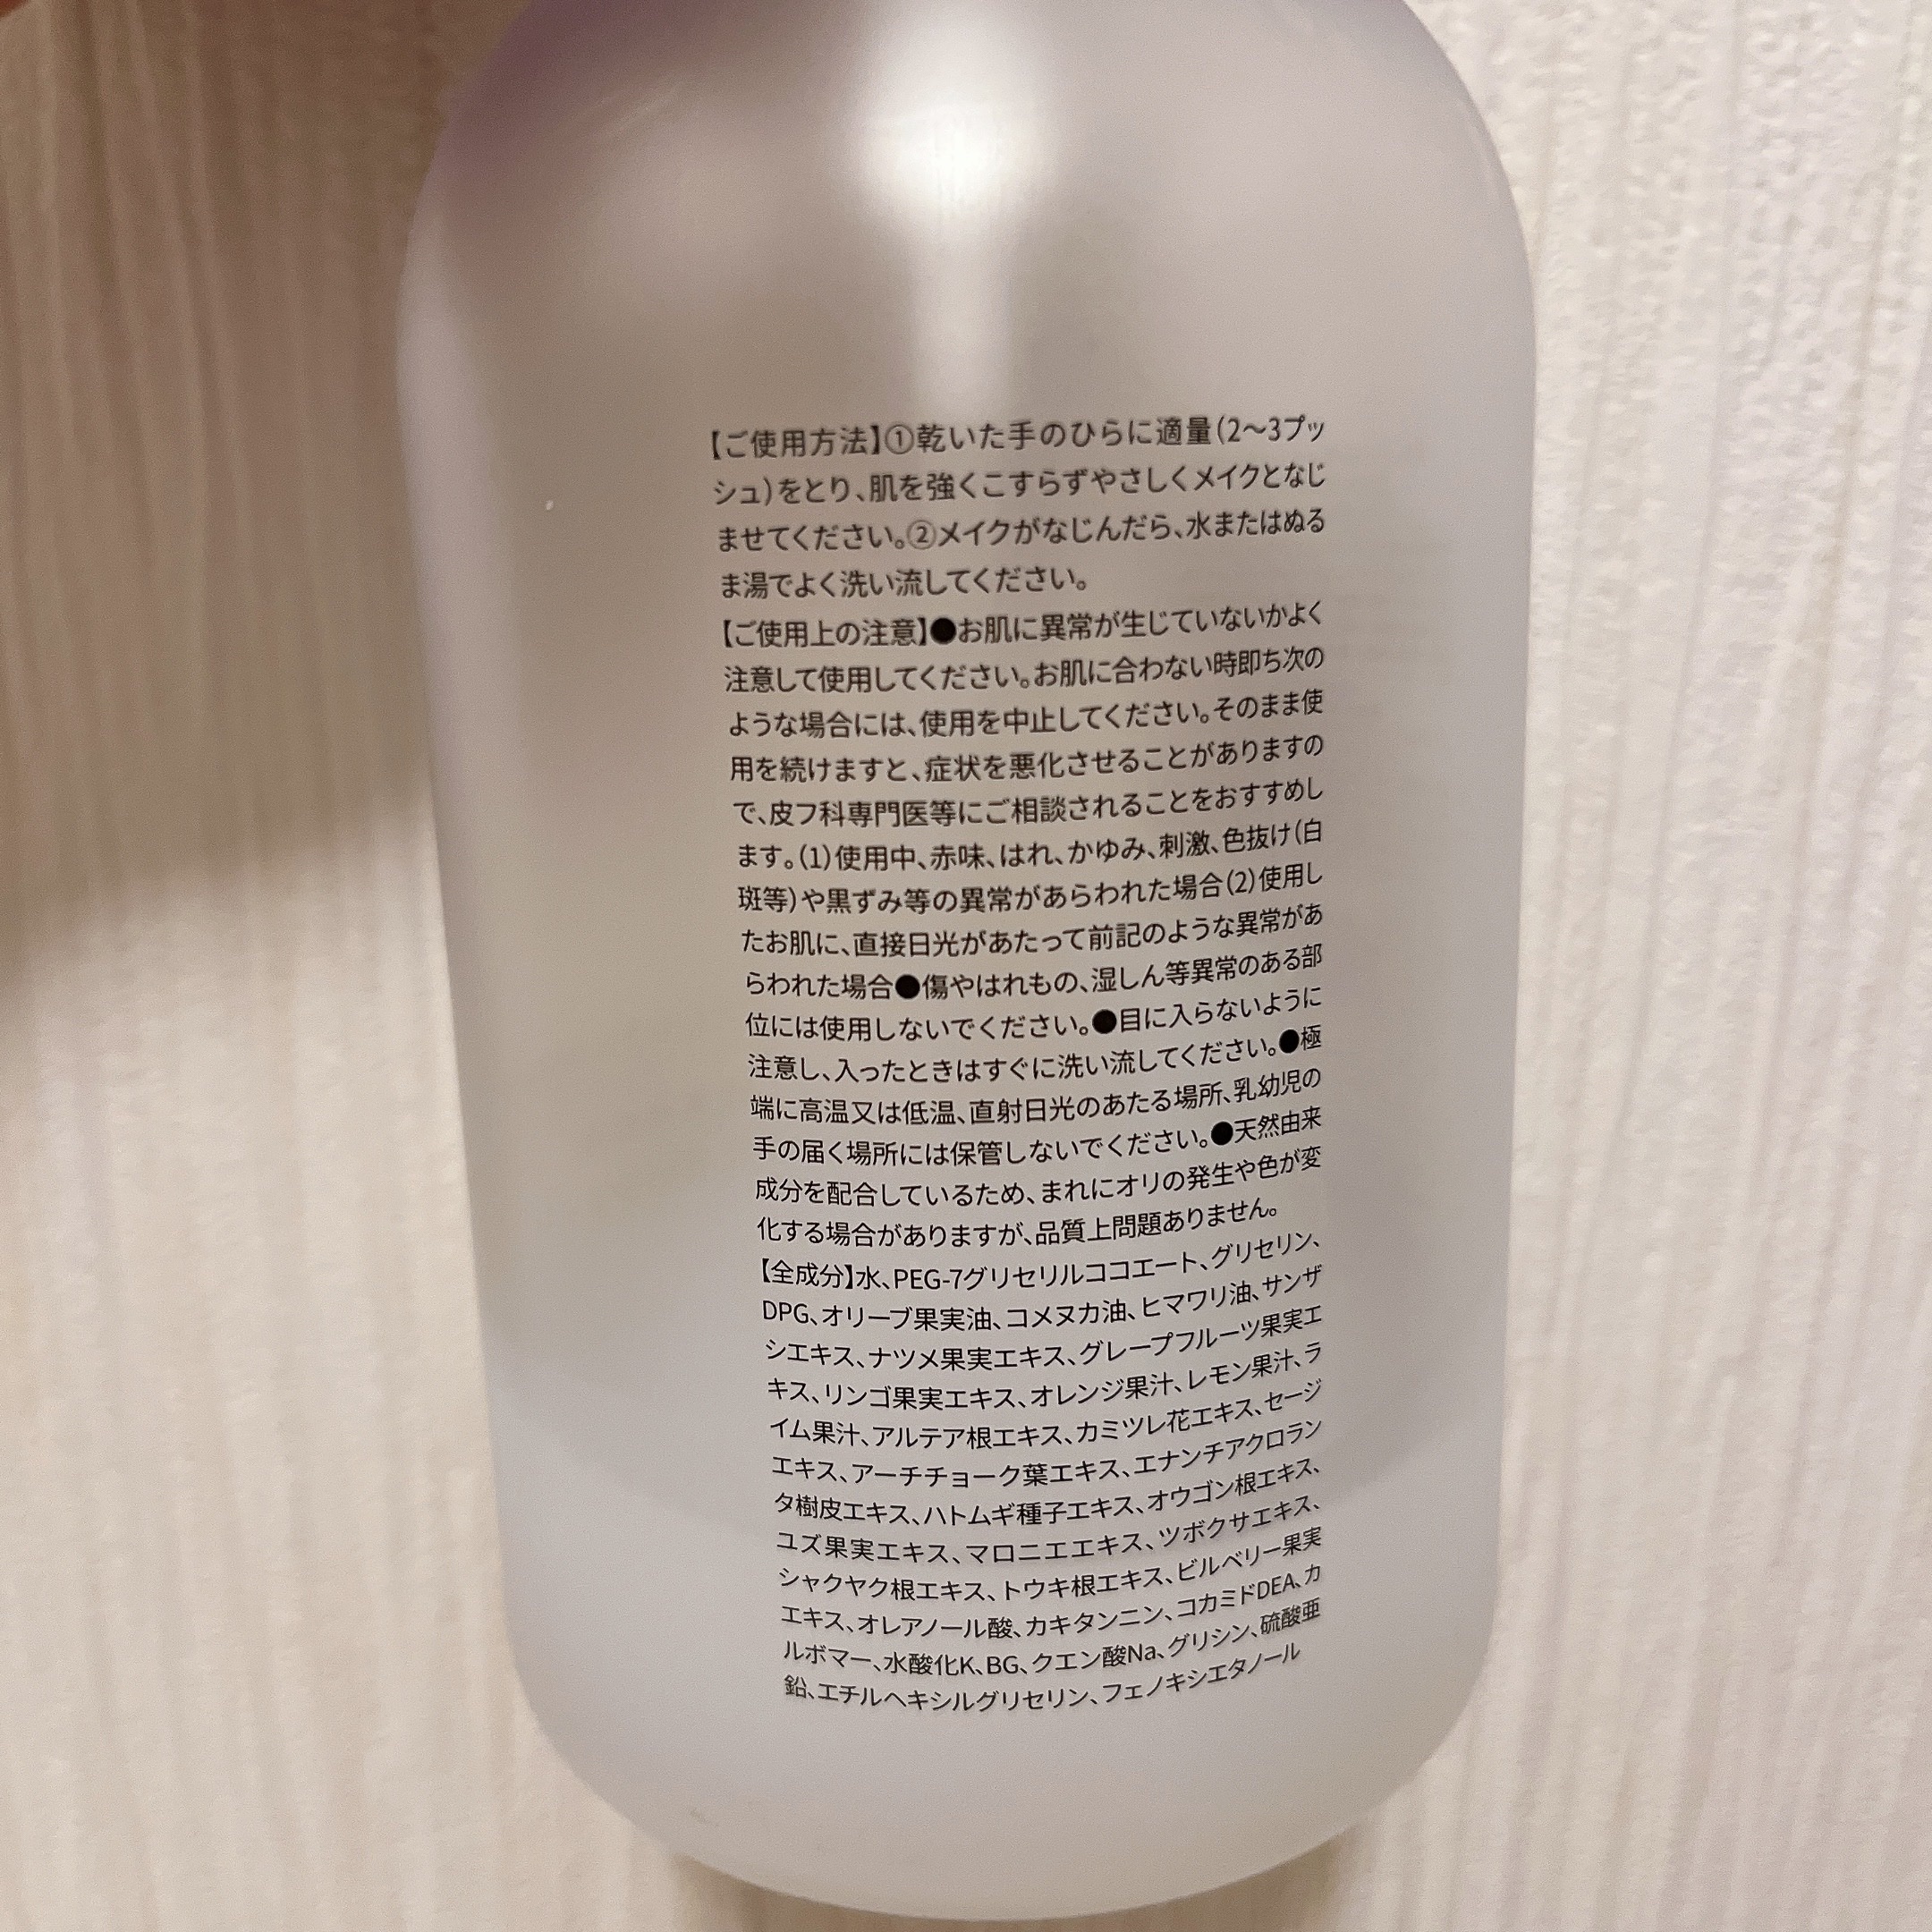 【ご使用方法】①乾いた手のひらに適量(2〜3プッ
シュ)をとり、肌を強くこすらずやさしくメイクとなじ
ませてください。②メイクがなじんだら、水またはぬる
ま湯でよく洗い流してください。
【ご使用上の注意】●お肌に異常が生じていないかよく
注意して使用してください。お肌に合わない時即ち次の
ような場合には、使用を中止してください。そのまま使
用を続けますと、症状を悪化させることがありますの
で、皮フ科専門医等にご相談されることをおすすめし
ます。(1)使用中、赤味、はれ、かゆみ、刺激、色抜け(白
斑等)や黒ずみ等の異常があらわれた場合(2)使用し
たお肌に、直接日光があたって前記のような異常があ
らわれた場合●傷やはれもの、湿しん等異常のある部
位には使用しないでください。●目に入らないように
注意し、入ったときはすぐに洗い流してください。●極
端に高温又は低温、直射日光のあたる場所、乳幼児の
手の届く場所には保管しないでください。●天然由来
成分を配合しているため、まれにオリの発生や色が変
化する場合がありますが、品質上問題ありません。
【全成分】水、PEG-7グリセリルココエート、グリセリン、
DPG、オリーブ果実油、コメヌカ油、ヒマワリ油、サンザ
シエキス、ナツメ果実エキス、グレープフルーツ果実エ
キス、リンゴ果実エキス、オレンジ果汁、レモン果汁、ラ
イム果汁、アルテア根エキス、カミツレ花エキス、セージ
エキス、アーチチョーク葉エキス、エナンチアクロラン
タ樹皮エキス、ハトムギ種子エキス、オウゴン根エキス、
ユズ果実エキス、マロニエエキス、ツボクサエキス、
シャクヤク根エキス、トウキ根エキス、ビルベリー果実
エキス、オレアノール酸、カキタンニン、コカミドDEA、カ
ルボマー、水酸化K、BG、クエン酸Na、グリシン、硫酸亜
鉛、エチルヘキシルグリセリン、フェノキシエタノール